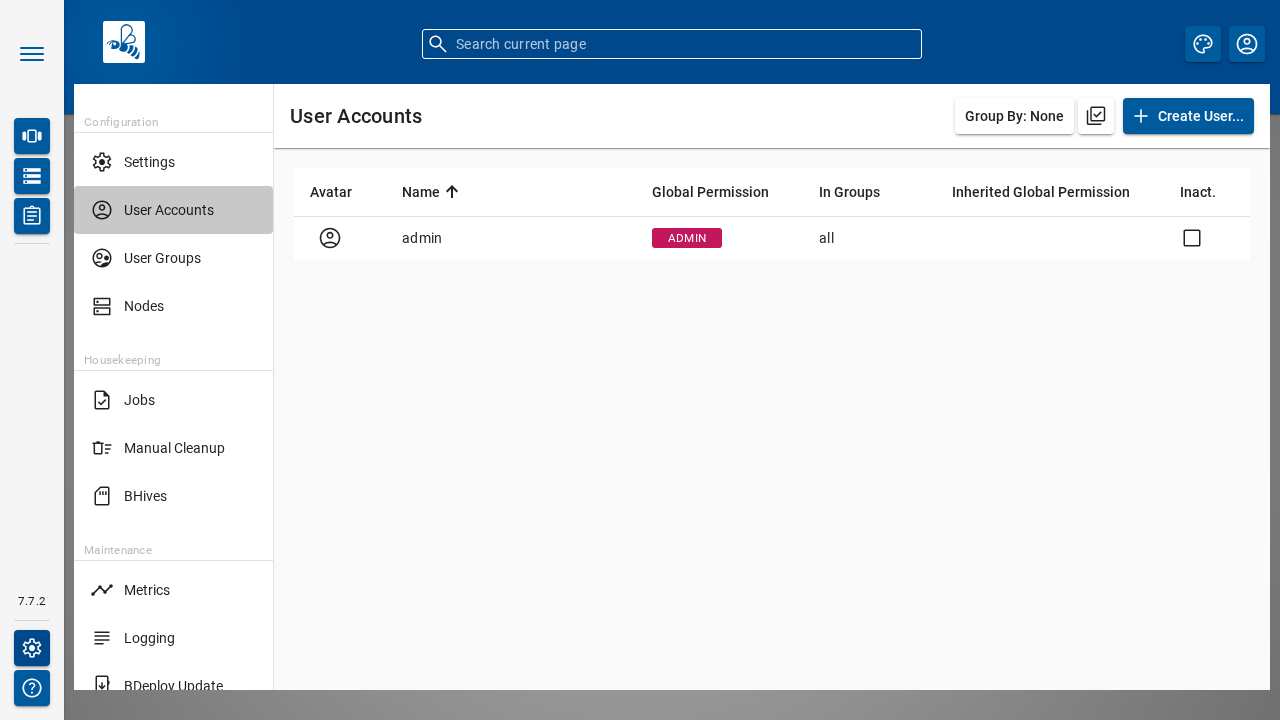 Search current page
Configuration
Settings
User Accounts
User Groups
Nodes
Housekeeping
Jobs
Manual Cleanup
BHives
Maintenance
Metrics
Logging
BDeploy Update
7.7.2
User Accounts
Group By: None
Create User...
Avatar Name Global Permission In Groups Inherited Global Permission Inact.
admin ADMIN all